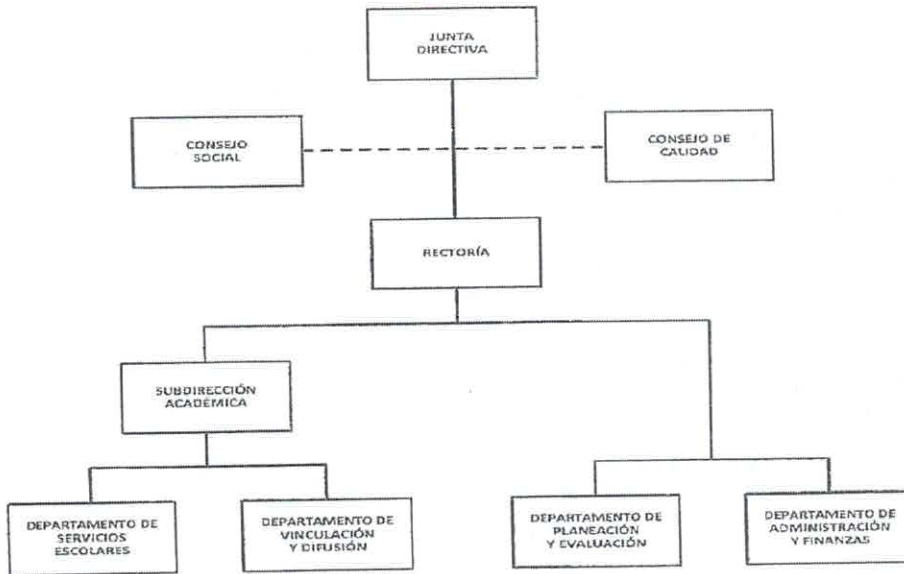 JUNTA
DIRECTIVA
CONSEJO
SOCIAL
CONSEJO DE
CALIDAD
RECTORÍA
SUBDIRECCIÓN
ACADÉMICA
DEPARTAMENTO DE
SERVICIOS
ESCOLARES
DEPARTAMENTO DE
VINCULACIÓN
Y DIFUSIÓN
DEPARTAMENTO DE
PLANEACIÓN
Y EVALUACIÓN
DEPARTAMENTO DE
ADMINISTRACIÓN
Y FINANZAS